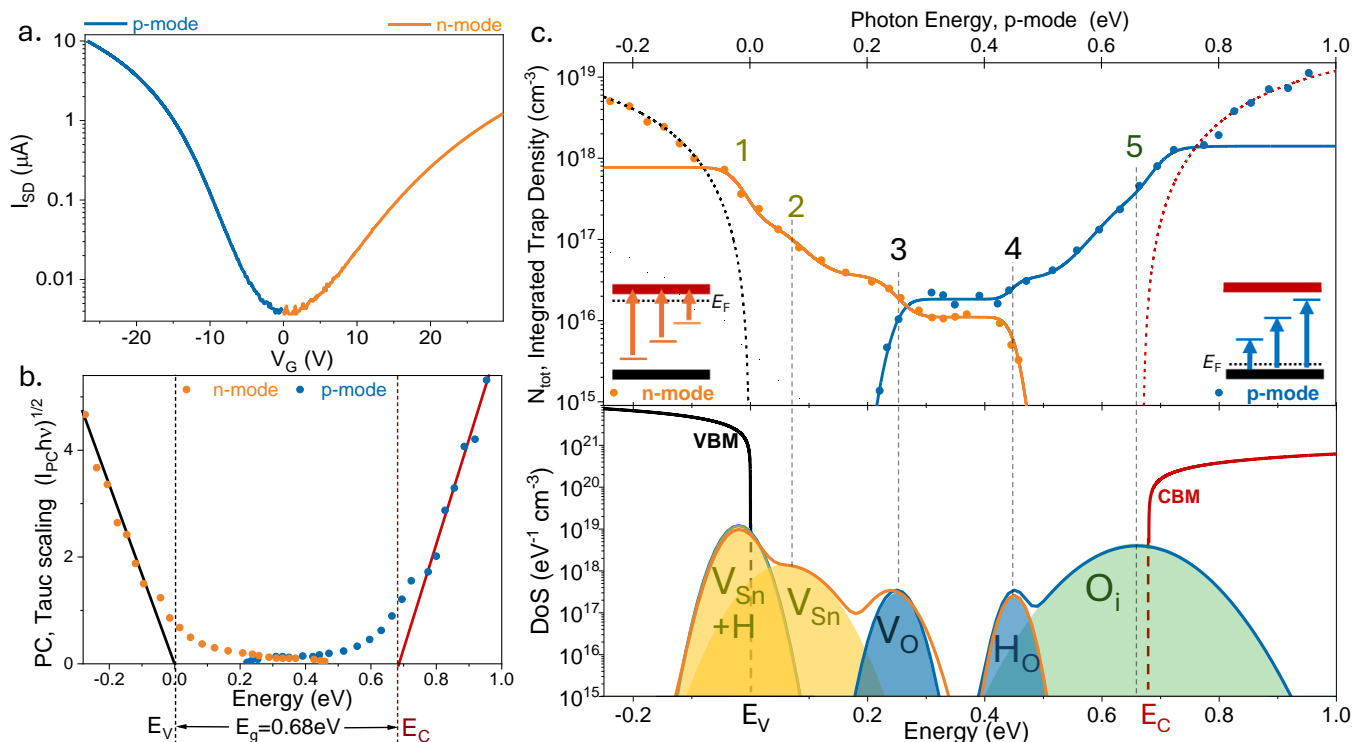 a.
p-mode
n-mode
10
1
0.1
0.01
I_SD (µA)
-20
-10
0
10
20
V_G (V)
b.
n-mode
p-mode
4
2
0
PC, Tauc scaling (I_PC hν)^1/2
-0.2
0.0
0.2
0.4
0.6
0.8
1.0
Energy (eV)
E_V
E_g=0.68eV
E_C
c.
Photon Energy, p-mode (eV)
-0.2
0.0
0.2
0.4
0.6
0.8
1.0
N_tot, Integrated Trap Density (cm^-3)
10^19
10^18
10^17
10^16
10^15
1
2
3
4
5
E_F
n-mode
E_F
p-mode
DoS (eV^-1 cm^-3)
10^21
10^20
10^19
10^18
10^17
10^16
10^15
VBM
CBM
V_Sn
+H
V_Sn
V_O
H_O
O_i
-0.2
E_V
0.2
0.4
0.6
E_C
0.8
1.0
Energy (eV)